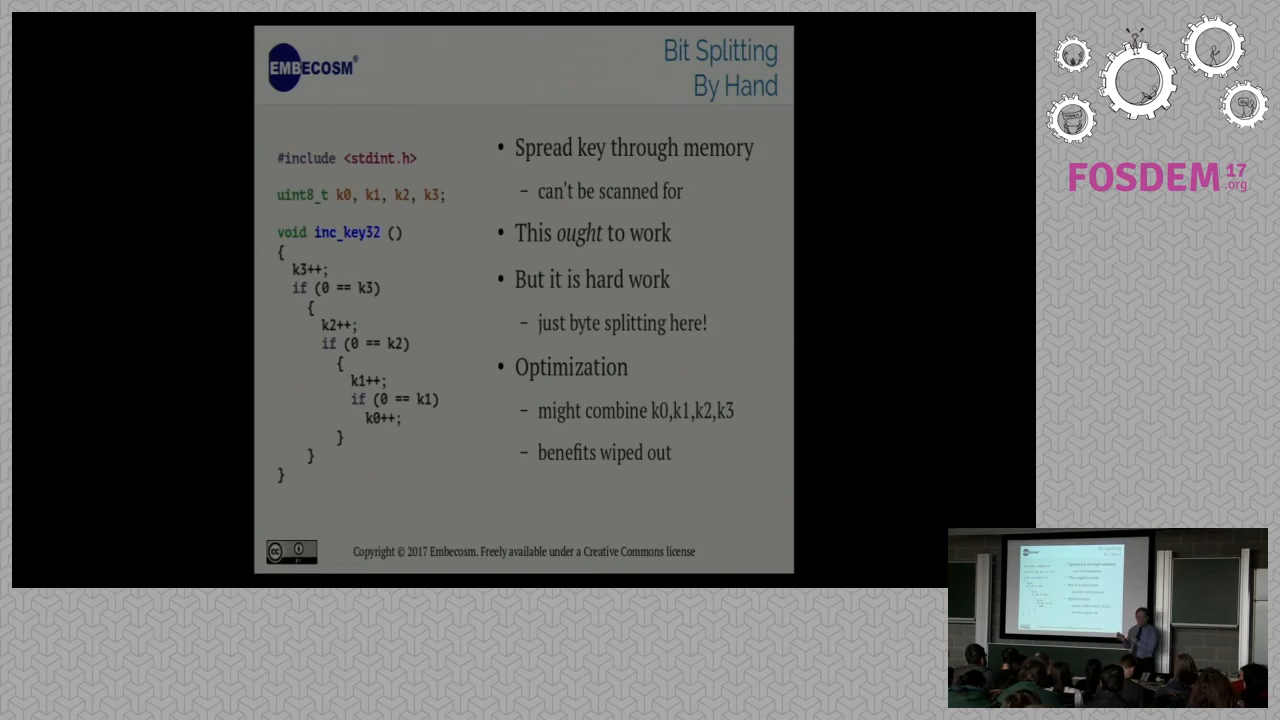 EMBECOSM®
Bit Splitting
By Hand
#include <stdint.h>
uint8_t k0, k1, k2, k3;
void inc_key32 ()
{
k3++;
if (0 == k3)
{
k2++;
if (0 == k2)
{
k1++;
if (0 == k1)
k0++;
}
}
}
• Spread key through memory
– can't be scanned for
• This ought to work
• But it is hard work
– just byte splitting here!
• Optimization
– might combine k0,k1,k2,k3
– benefits wiped out
cc
Copyright © 2017 Embecosm. Freely available under a Creative Commons license
FOSDEM 17
.org